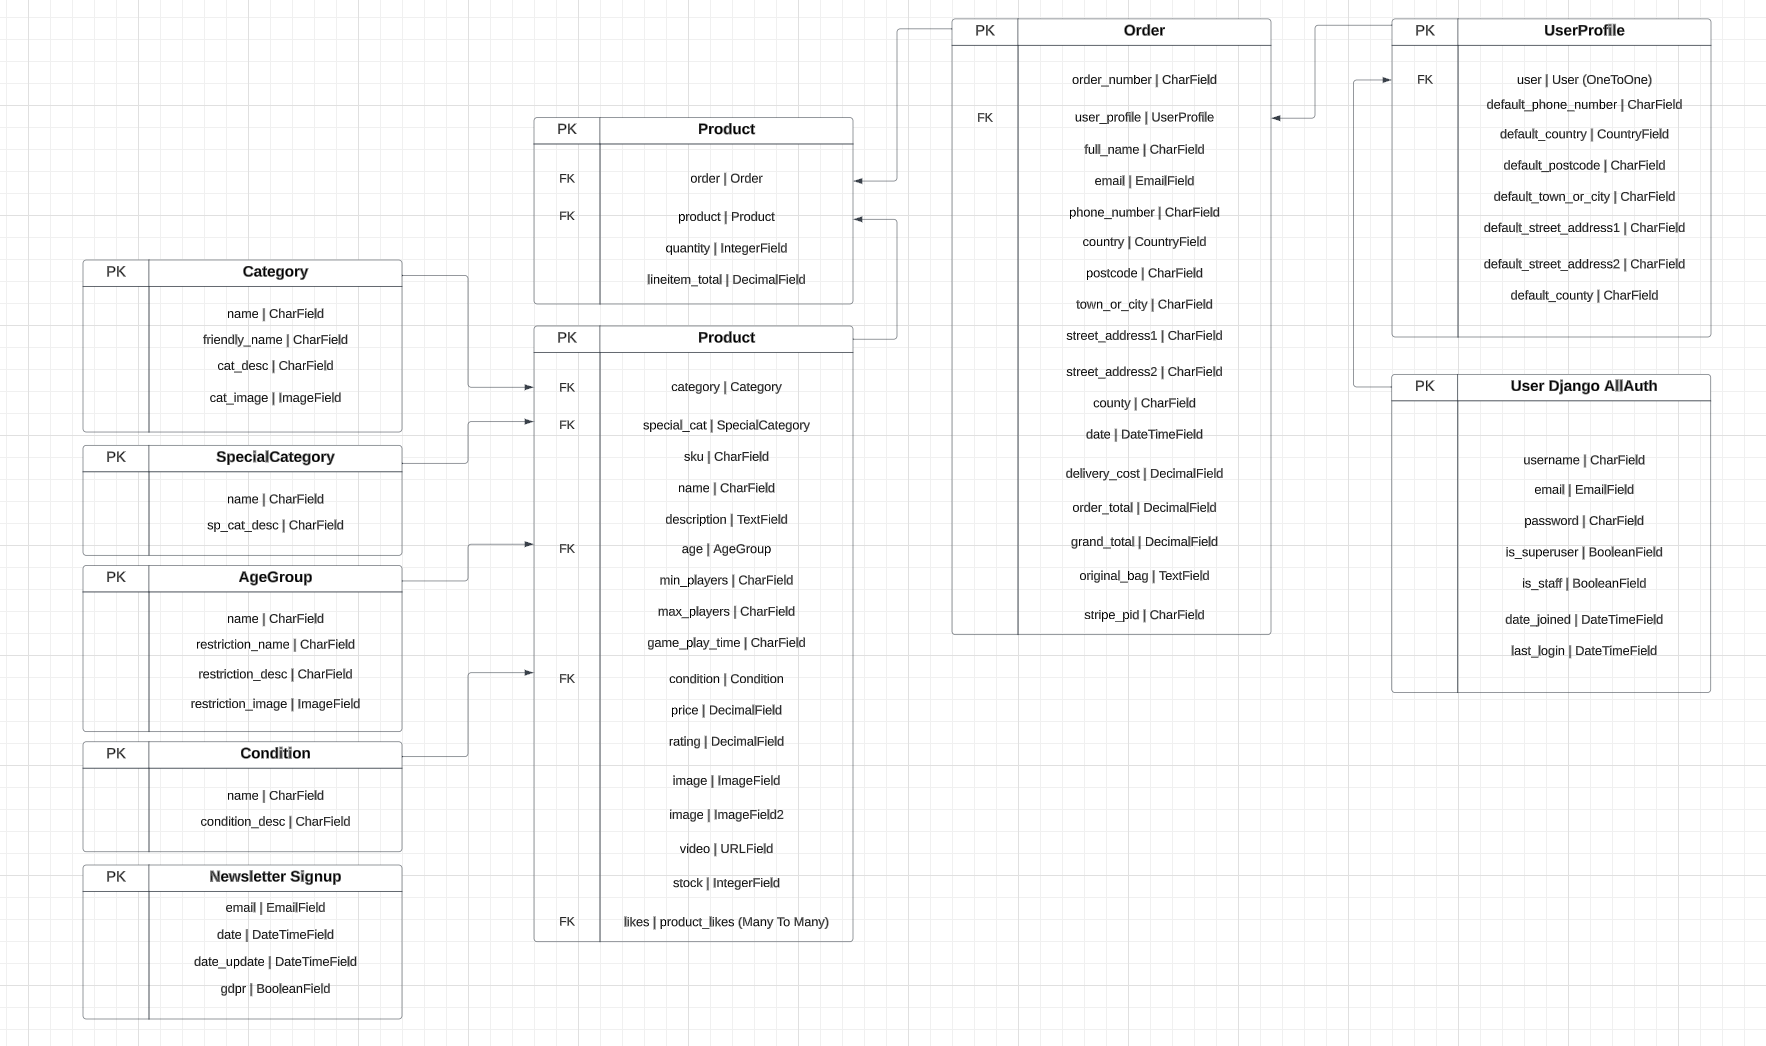 PK Category
name | CharField
friendly_name | CharField
cat_desc | CharField
cat_image | ImageField
PK SpecialCategory
name | CharField
sp_cat_desc | CharField
PK AgeGroup
name | CharField
restriction_name | CharField
restriction_desc | CharField
restriction_image | ImageField
PK Condition
name | CharField
condition_desc | CharField
PK Newsletter Signup
email | EmailField
date | DateTimeField
date_update | DateTimeField
gdpr | BooleanField
PK Product
FK order | Order
FK product | Product
quantity | IntegerField
lineitem_total | DecimalField
PK Product
FK category | Category
FK special_cat | SpecialCategory
sku | CharField
name | CharField
description | TextField
FK age | AgeGroup
min_players | CharField
max_players | CharField
game_play_time | CharField
FK condition | Condition
price | DecimalField
rating | DecimalField
image | ImageField
image | ImageField2
video | URLField
stock | IntegerField
FK likes | product_likes (Many To Many)
PK Order
order_number | CharField
FK user_profile | UserProfile
full_name | CharField
email | EmailField
phone_number | CharField
country | CountryField
postcode | CharField
town_or_city | CharField
street_address1 | CharField
street_address2 | CharField
county | CharField
date | DateTimeField
delivery_cost | DecimalField
order_total | DecimalField
grand_total | DecimalField
original_bag | TextField
stripe_pid | CharField
PK UserProfile
FK user | User (OneToOne)
default_phone_number | CharField
default_country | CountryField
default_postcode | CharField
default_town_or_city | CharField
default_street_address1 | CharField
default_street_address2 | CharField
default_county | CharField
PK User Django AllAuth
username | CharField
email | EmailField
password | CharField
is_superuser | BooleanField
is_staff | BooleanField
date_joined | DateTimeField
last_login | DateTimeField